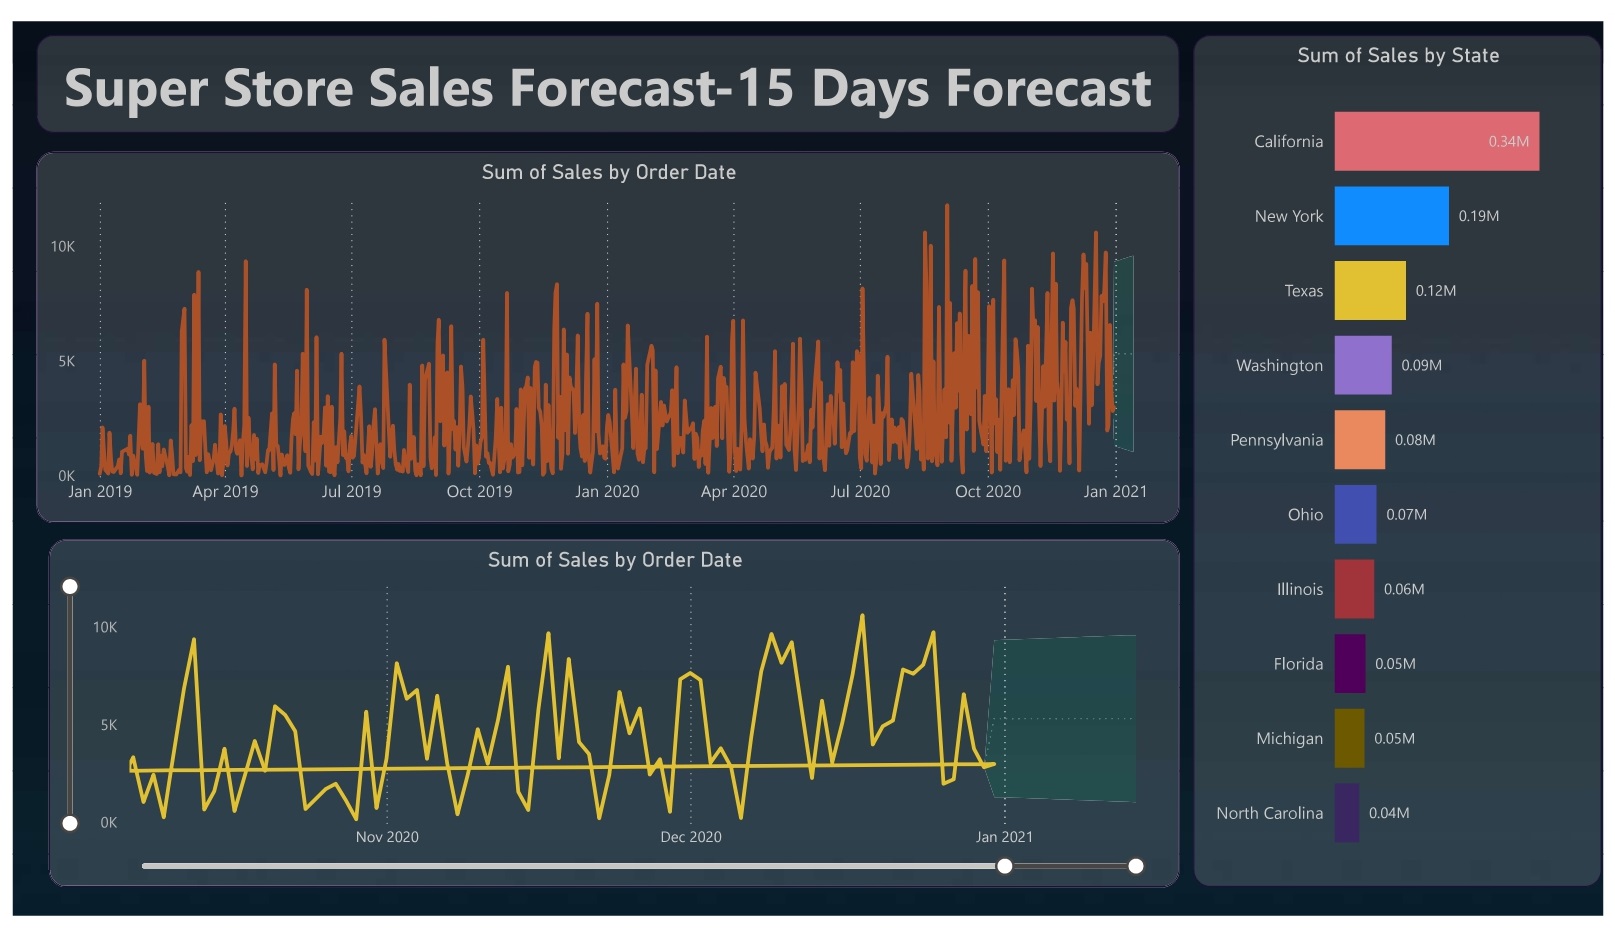 Super Store Sales Forecast-15 Days Forecast
Sum of Sales by Order Date
10K
5K
0K
Jan 2019 Apr 2019 Jul 2019 Oct 2019 Jan 2020 Apr 2020 Jul 2020 Oct 2020 Jan 2021
Sum of Sales by Order Date
10K
5K
0K
Nov 2020 Dec 2020 Jan 2021
Sum of Sales by State
California 0.34M
New York 0.19M
Texas 0.12M
Washington 0.09M
Pennsylvania 0.08M
Ohio 0.07M
Illinois 0.06M
Florida 0.05M
Michigan 0.05M
North Carolina 0.04M